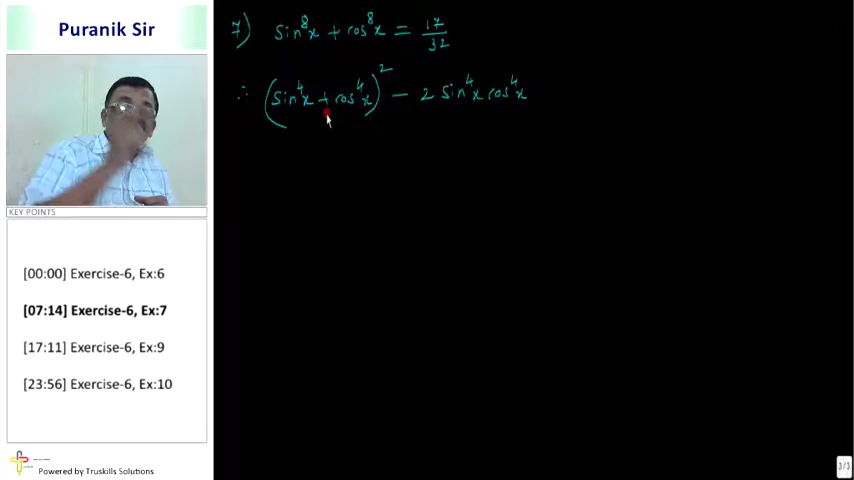 Puranik Sir
KEY POINTS
[00:00] Exercise-6, Ex:6
[07:14] Exercise-6, Ex:7
[17:11] Exercise-6, Ex:9
[23:56] Exercise-6, Ex:10
Powered by Truskills Solutions
7) sin⁸x + cos⁸x = 17/32
∴ (sin⁴x + cos⁴x)² − 2 sin⁴x cos⁴x
3/3